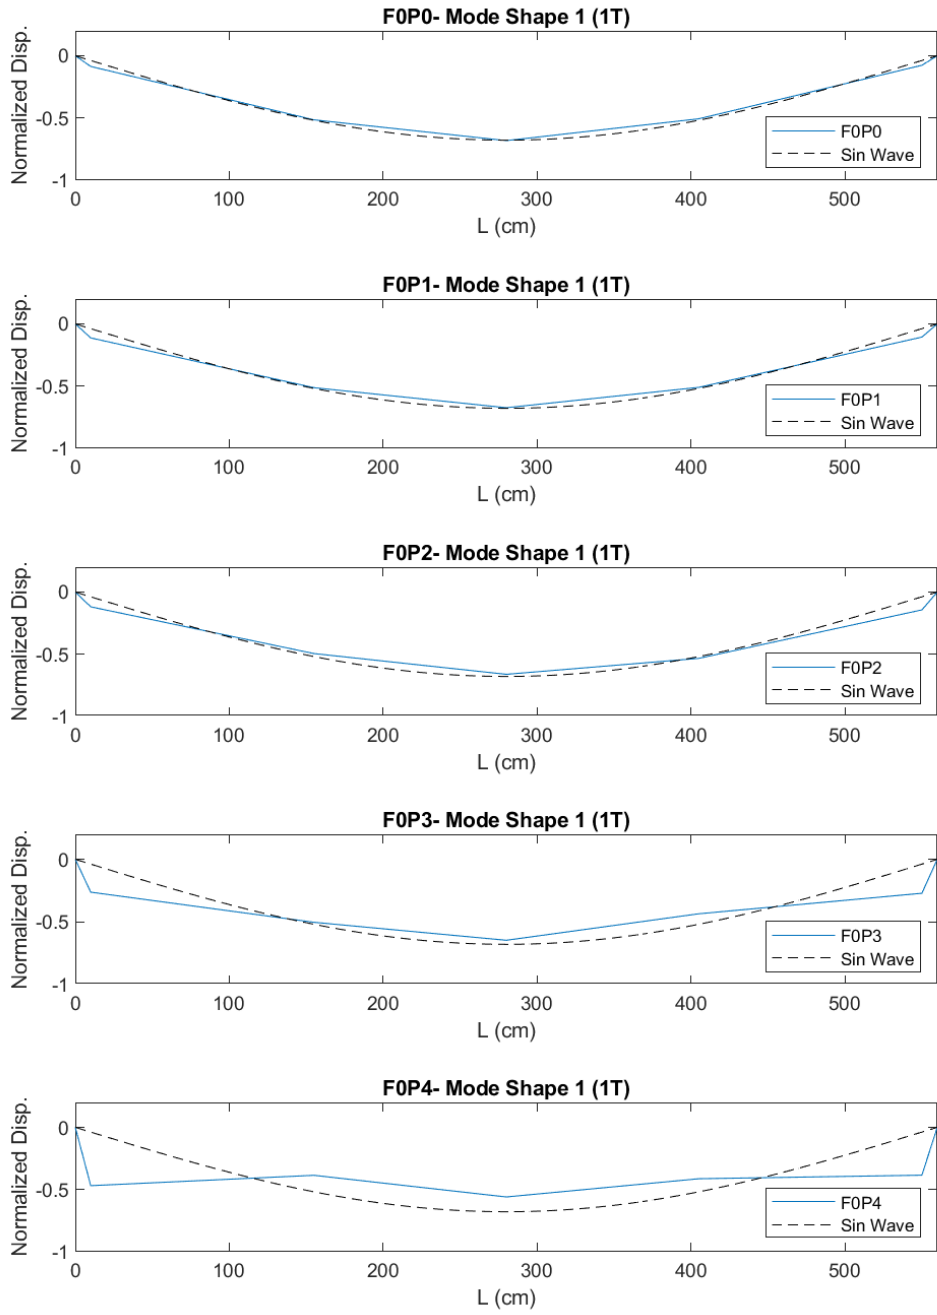 F0P0- Mode Shape 1 (1T)
Normalized Disp.
0
-0.5
-1
F0P0
Sin Wave
0 100 200 300 400 500
L (cm)
F0P1- Mode Shape 1 (1T)
Normalized Disp.
0
-0.5
-1
F0P1
Sin Wave
0 100 200 300 400 500
L (cm)
F0P2- Mode Shape 1 (1T)
Normalized Disp.
0
-0.5
-1
F0P2
Sin Wave
0 100 200 300 400 500
L (cm)
F0P3- Mode Shape 1 (1T)
Normalized Disp.
0
-0.5
-1
F0P3
Sin Wave
0 100 200 300 400 500
L (cm)
F0P4- Mode Shape 1 (1T)
Normalized Disp.
0
-0.5
-1
F0P4
Sin Wave
0 100 200 300 400 500
L (cm)